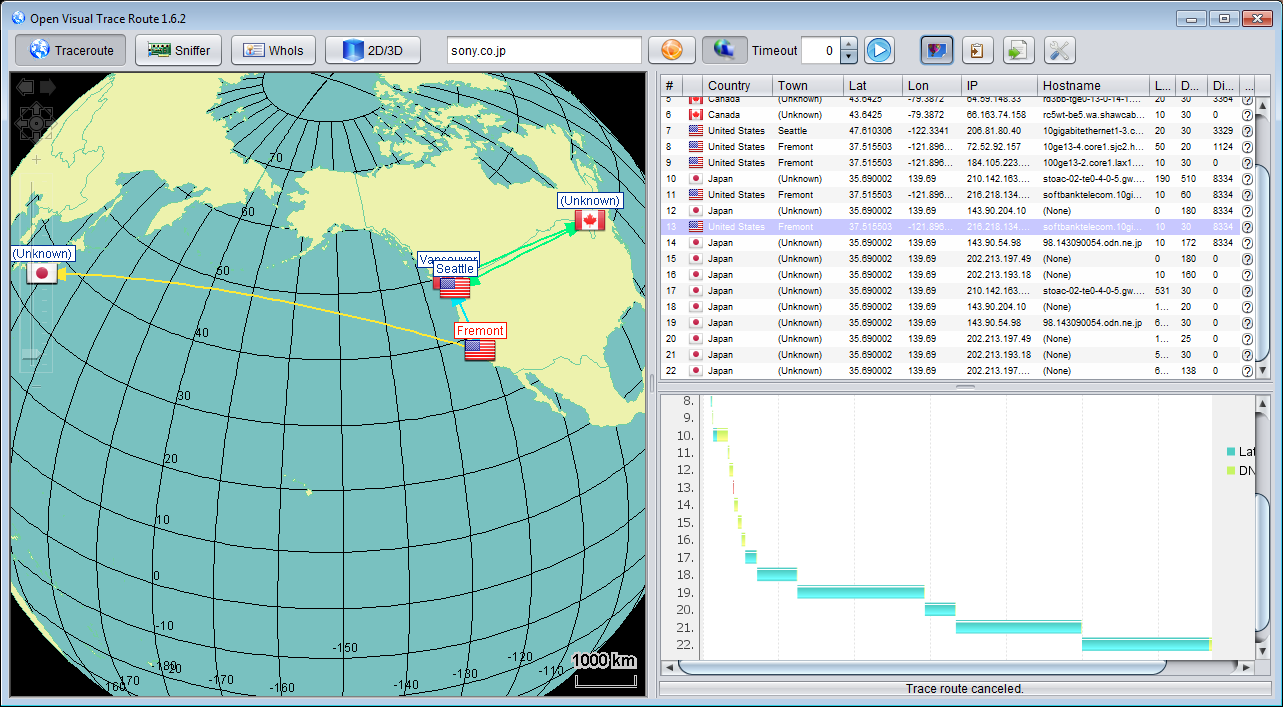 Open Visual Trace Route 1.6.2
Traceroute Sniffer WhoIs 2D/3D sony.co.jp Timeout 0
# Country Town Lat Lon IP Hostname L... D... Di... ...
5 Canada (Unknown) 43.6425 -79.3872 64.59.148.33 rd3bb-tge0-13-0-14-1.... 20 30 3364 ?
6 Canada (Unknown) 43.6425 -79.3872 66.163.74.158 rc5wt-be5.wa.shawcab... 10 30 0 ?
7 United States Seattle 47.610306 -122.3341 206.81.80.40 10gigabitethernet1-3.c... 20 30 3329 ?
8 United States Fremont 37.515503 -121.896... 72.52.92.157 10ge13-4.core1.sjc2.h... 50 20 1124 ?
9 United States Fremont 37.515503 -121.896... 184.105.223.... 10ge13-2.core1.lax1... 10 30 0 ?
10 Japan (Unknown) 35.690002 139.69 210.142.163.... stoac-02-te0-4-0-5.gw.... 190 510 8334 ?
11 United States Fremont 37.515503 -121.896... 216.218.134.... softbanktelecom.10gi... 10 60 8334 ?
12 Japan (Unknown) 35.690002 139.69 143.90.204.10 (None) 0 180 8334 ?
13 United States Fremont 37.515503 -121.896... 216.218.134.... softbanktelecom.10gi... 10 30 8334 ?
14 Japan (Unknown) 35.690002 139.69 143.90.54.98 98.143090054.odn.ne.jp 10 172 8334 ?
15 Japan (Unknown) 35.690002 139.69 202.213.197.49 (None) 0 180 0 ?
16 Japan (Unknown) 35.690002 139.69 202.213.193.18 (None) 10 160 0 ?
17 Japan (Unknown) 35.690002 139.69 210.142.163.... stoac-02-te0-4-0-5.gw.... 531 30 0 ?
18 Japan (Unknown) 35.690002 139.69 143.90.204.10 (None) 1... 20 0 ?
19 Japan (Unknown) 35.690002 139.69 143.90.54.98 98.143090054.odn.ne.jp 6... 30 0 ?
20 Japan (Unknown) 35.690002 139.69 202.213.197.49 (None) 1... 25 0 ?
21 Japan (Unknown) 35.690002 139.69 202.213.193.18 (None) 5... 30 0 ?
22 Japan (Unknown) 35.690002 139.69 202.213.197.... (None) 6... 138 0 ?
70
60
(Unknown)
(Unknown)
Vancouver
Seattle
50
Fremont
40
30
20
10
0
-10
-150
-180
20
-120
-110
1000 km
160
170
-170
-160
-140
-130
8.
9.
10.
11.
12.
13.
14.
15.
16.
17.
18.
19.
20.
21.
22.
Lat
DN
Trace route canceled.